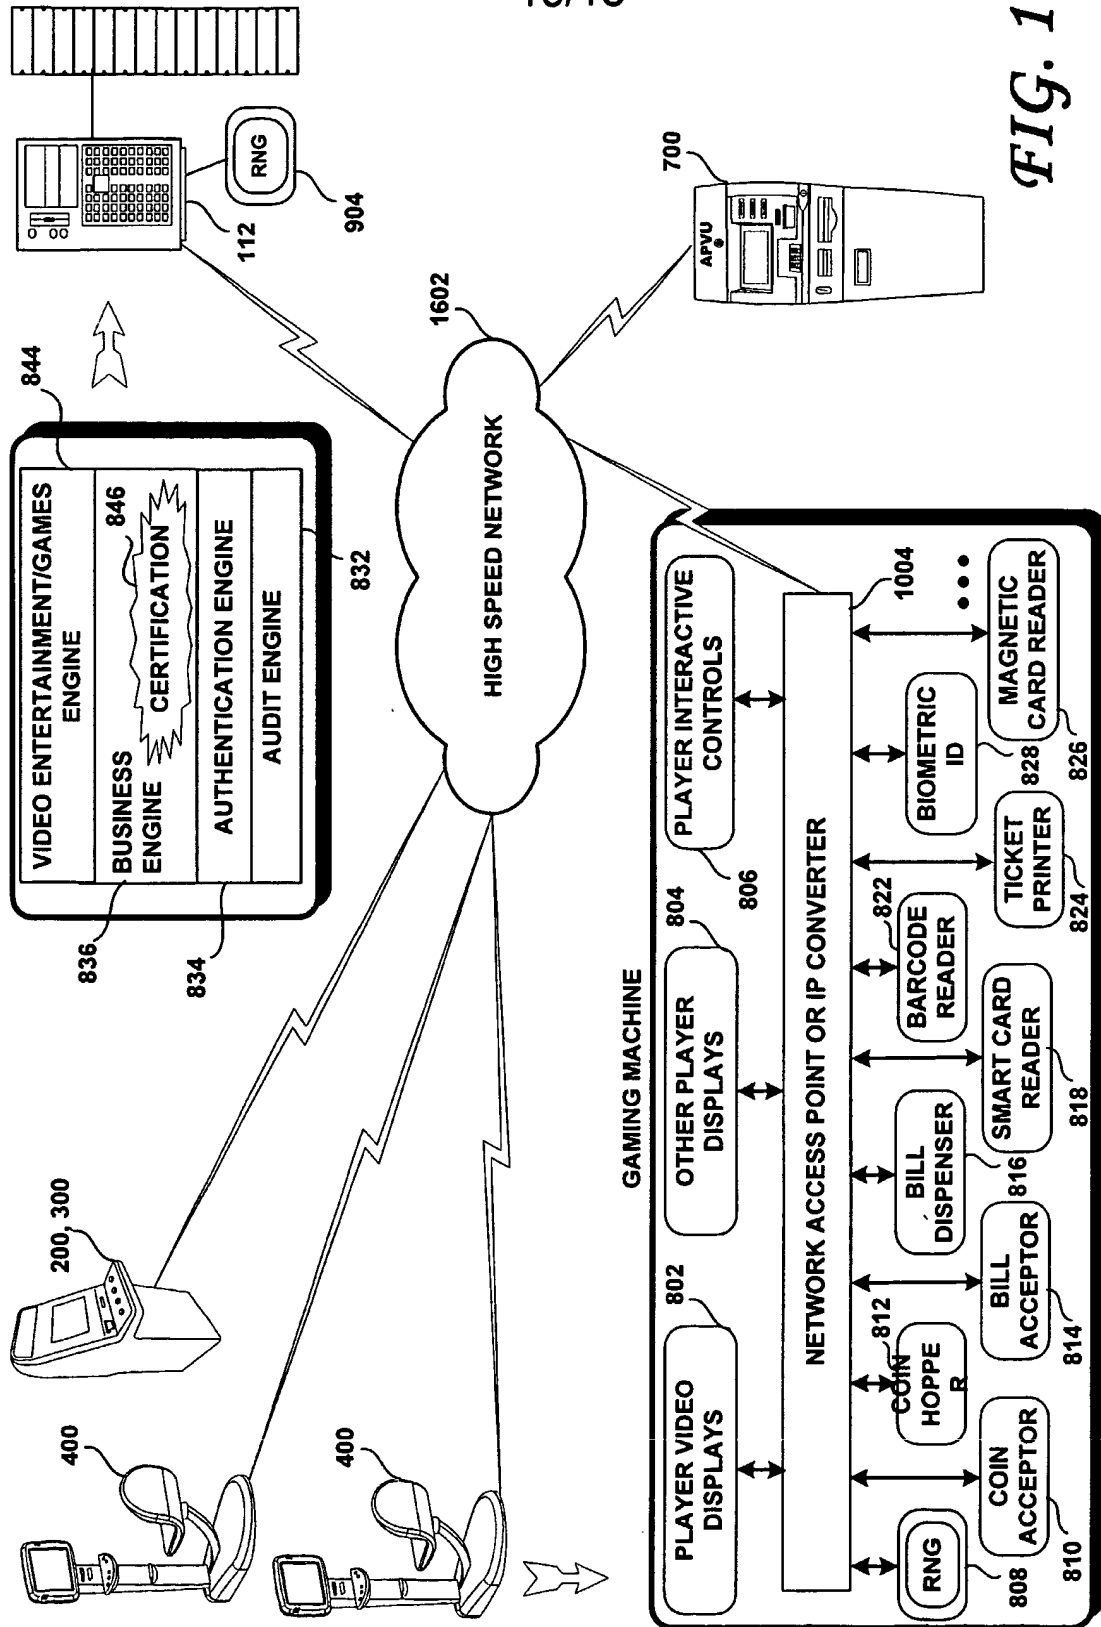 400
400
200, 300
VIDEO ENTERTAINMENT/GAMES
ENGINE
844
BUSINESS
ENGINE
846
CERTIFICATION
836
AUTHENTICATION ENGINE
834
AUDIT ENGINE
832
112
RNG
904
HIGH SPEED NETWORK
1602
APVU
700
GAMING MACHINE
PLAYER VIDEO
DISPLAYS
802
OTHER PLAYER
DISPLAYS
804
PLAYER INTERACTIVE
CONTROLS
806
NETWORK ACCESS POINT OR IP CONVERTER
1004
RNG
808
COIN
ACCEPTOR
810
COIN
HOPPE
R
812
BILL
ACCEPTOR
814
BILL
DISPENSER
816
SMART CARD
READER
818
BARCODE
READER
822
TICKET
PRINTER
824
BIOMETRIC
ID
828
MAGNETIC
CARD READER
826
FIG. 1